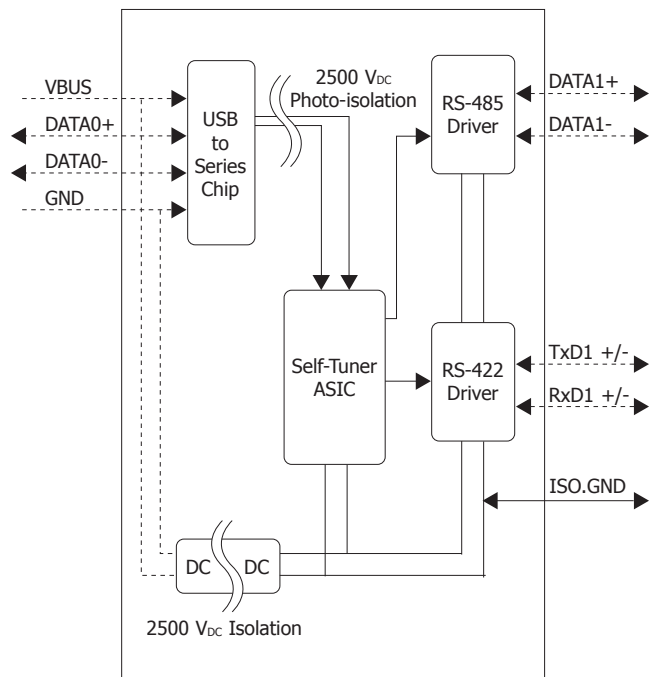 VBUS
DATA0+
DATA0-
GND
USB
to
Series
Chip
2500 VDC
Photo-isolation
RS-485
Driver
DATA1+
DATA1-
Self-Tuner
ASIC
RS-422
Driver
TxD1 +/-
RxD1 +/-
ISO.GND
DC DC
2500 VDC Isolation